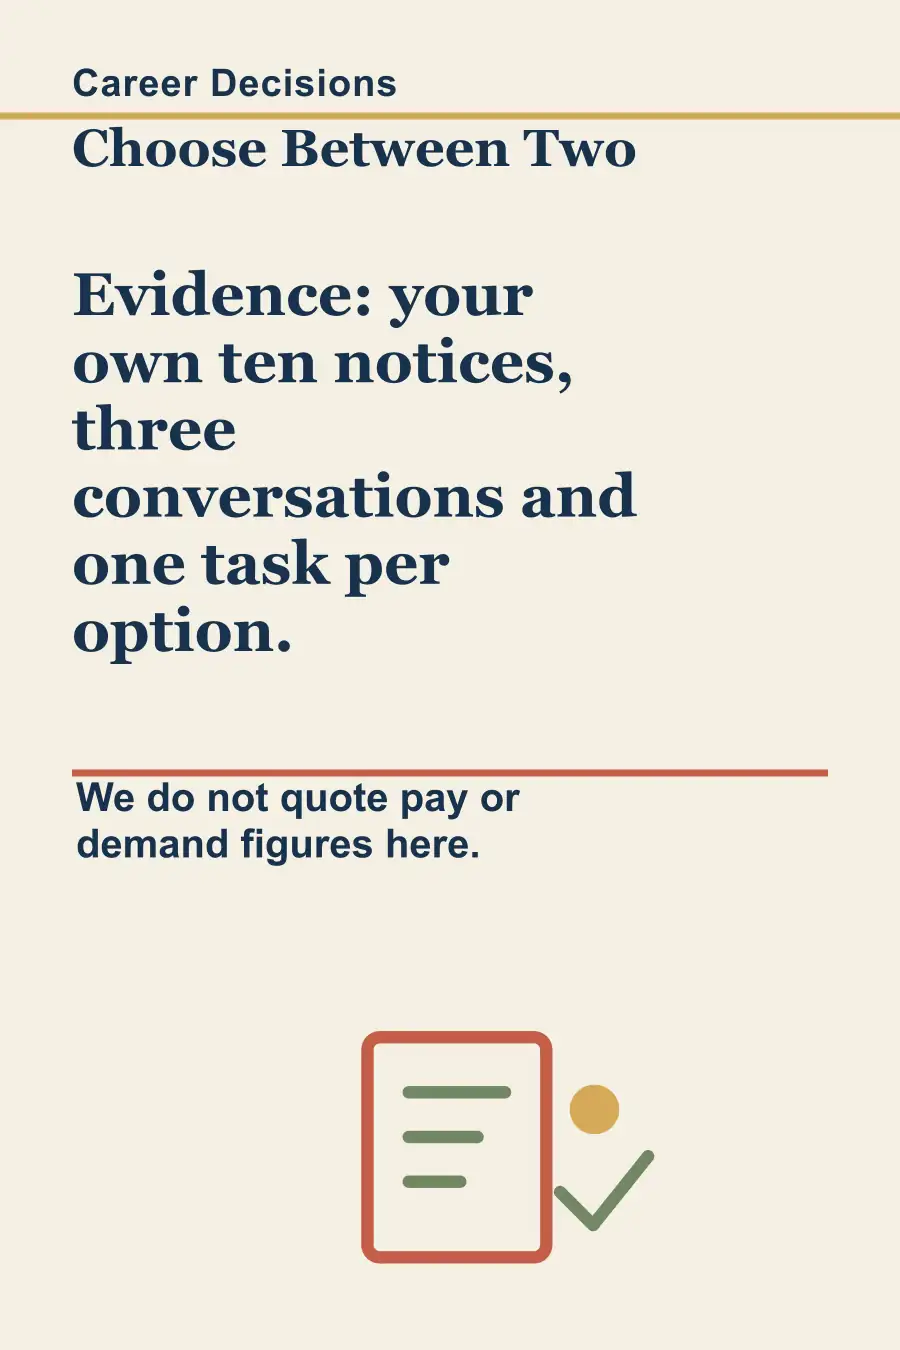 Career Decisions
Choose Between Two
Evidence: your
own ten notices,
three
conversations and
one task per
option.
We do not quote pay or
demand figures here.